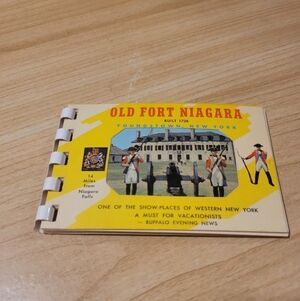 OLD FORT NIAGARA
BUILT 1726
YOUNGSTOWN, NEW YORK
14
Miles
From
Niagara
Falls
ONE OF THE SHOW-PLACES OF WESTERN NEW YORK
A MUST FOR VACATIONISTS
— BUFFALO EVENING NEWS